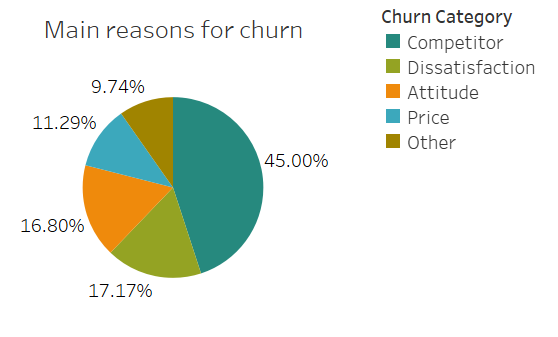 Main reasons for churn
Churn Category
Competitor
Dissatisfaction
Attitude
Price
Other
9.74%
11.29%
45.00%
16.80%
17.17%